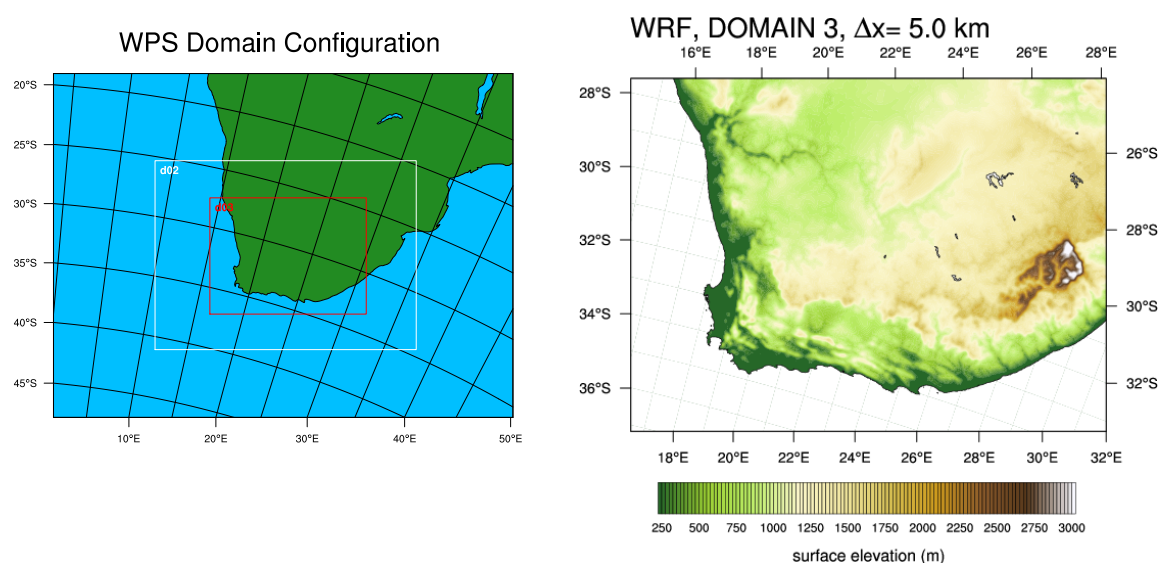 WPS Domain Configuration
20°S
25°S
30°S
35°S
40°S
45°S
d02
d03
10°E
20°E
30°E
40°E
50°E
WRF, DOMAIN 3, Δx= 5.0 km
16°E 18°E 20°E 22°E 24°E 26°E 28°E
28°S
30°S
32°S
34°S
36°S
26°S
28°S
30°S
32°S
18°E 20°E 22°E 24°E 26°E 28°E 30°E 32°E
250 500 750 1000 1250 1500 1750 2000 2250 2500 2750 3000
surface elevation (m)